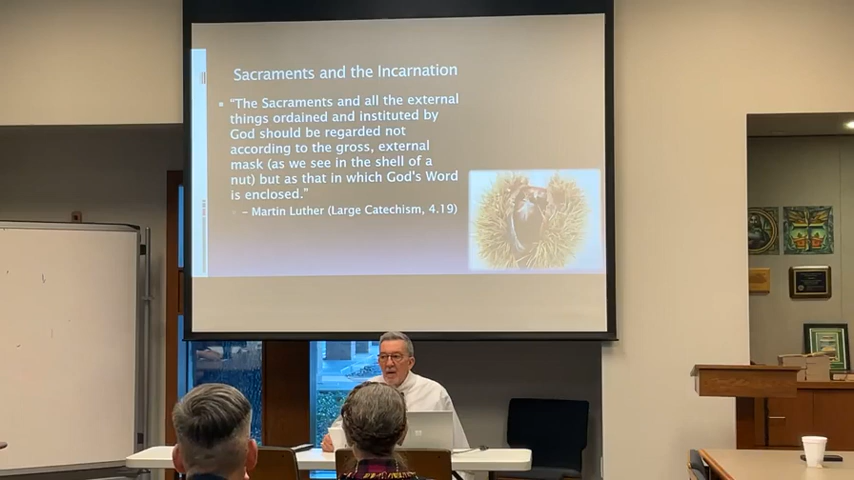 Sacraments and the Incarnation
"The Sacraments and all the external
things ordained and instituted by
God should be regarded not
according to the gross, external
mask (as we see in the shell of a
nut) but as that in which God's Word
is enclosed."
– Martin Luther (Large Catechism, 4.19)